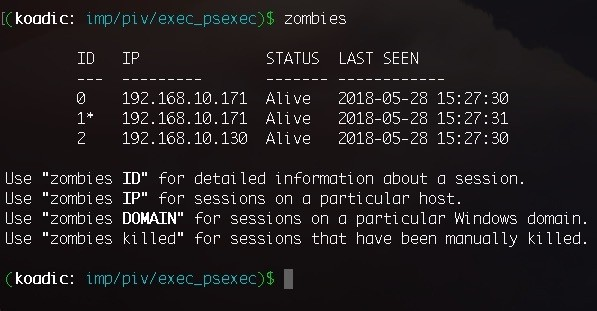 [(koadic: imp/piv/exec_psexec)$ zombies
ID IP STATUS LAST SEEN
--- --------- ------- ------------
0 192.168.10.171 Alive 2018-05-28 15:27:30
1* 192.168.10.171 Alive 2018-05-28 15:27:31
2 192.168.10.130 Alive 2018-05-28 15:27:30
Use "zombies ID" for detailed information about a session.
Use "zombies IP" for sessions on a particular host.
Use "zombies DOMAIN" for sessions on a particular Windows domain.
Use "zombies killed" for sessions that have been manually killed.
(koadic: imp/piv/exec_psexec)$